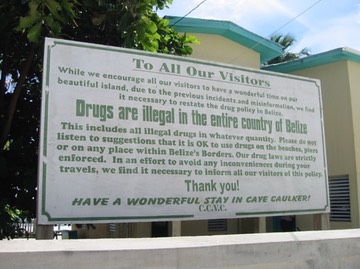 To All Our Visitors
While we encourage all our visitors to have a wonderful time on our
beautiful island, due to the previous incidents and misinformation, we find
it necessary to restate the drug policy in Belize.
Drugs are illegal in the entire country of Belize
This includes all illegal drugs in whatever quantity. Please do not
listen to suggestions that it is OK to use drugs on the beaches, piers
or on any place within Belize's Borders. Our drug laws are strictly
enforced. In an effort to avoid any inconveniences during your
travels, we find it necessary to inform all our visitors of this policy.
Thank you!
HAVE A WONDERFUL STAY IN CAYE CAULKER!
C.C.V.C.